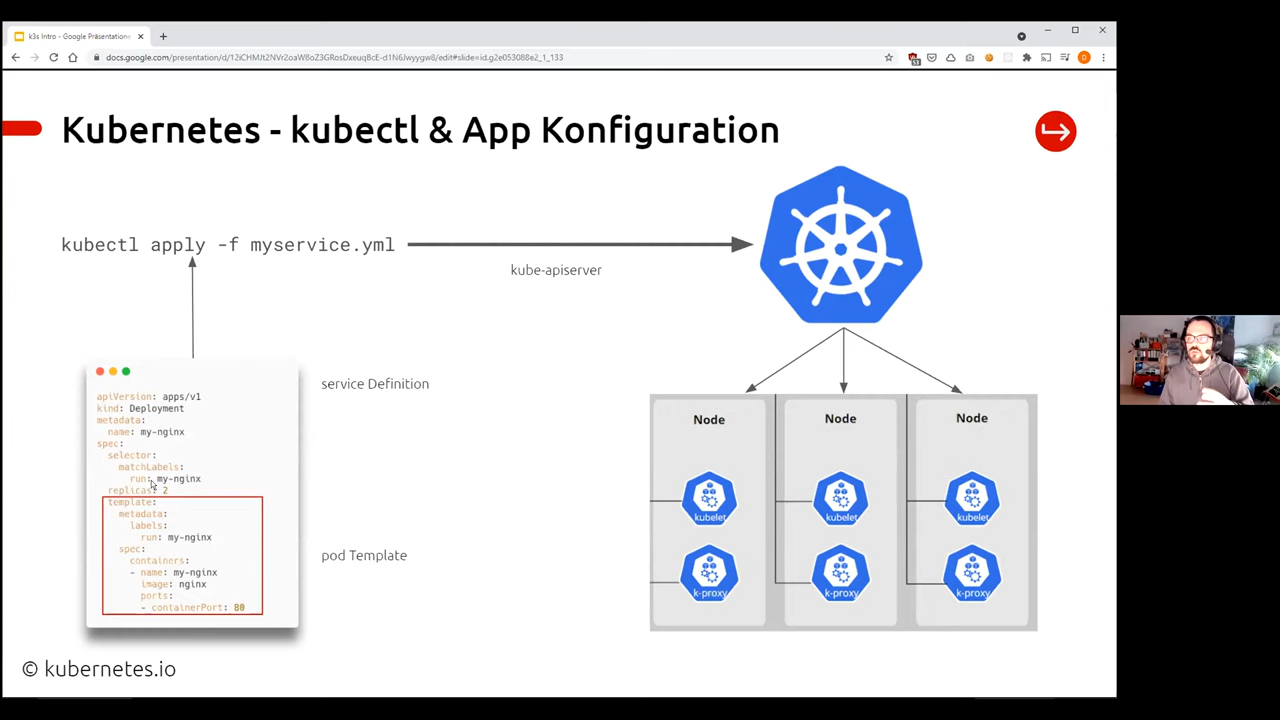 k3s Intro - Google Präsentationen
docs.google.com/presentation/d/12iCHMJt2NVr2oaW8oZ3GRosDxeuqBcE-d1N6Jwyygw8/edit#slide=id.g2e053088e2_1_133
Kubernetes - kubectl & App Konfiguration
kubectl apply -f myservice.yml
kube-apiserver
service Definition
apiVersion: apps/v1
kind: Deployment
metadata:
name: my-nginx
spec:
selector:
matchLabels:
run: my-nginx
replicas: 2
template:
metadata:
labels:
run: my-nginx
spec:
containers:
- name: my-nginx
image: nginx
ports:
- containerPort: 80
pod Template
Node
kubelet
k-proxy
Node
kubelet
k-proxy
Node
kubelet
k-proxy
© kubernetes.io